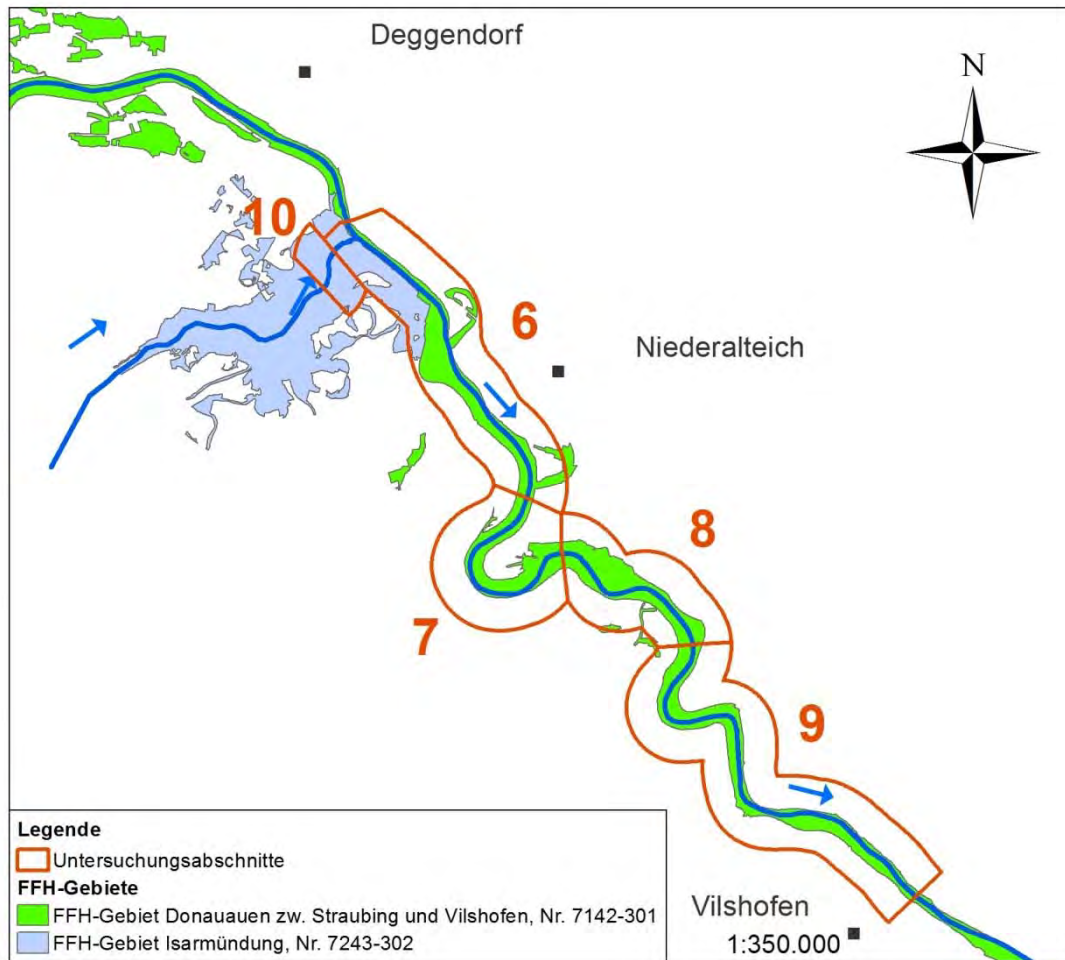 Deggendorf
N
10
6
Niederalteich
8
7
9
Legende
Untersuchungsabschnitte
FFH-Gebiete
FFH-Gebiet Donauauen zw. Straubing und Vilshofen, Nr. 7142-301
FFH-Gebiet Isarmündung, Nr. 7243-302
Vilshofen
1:350.000